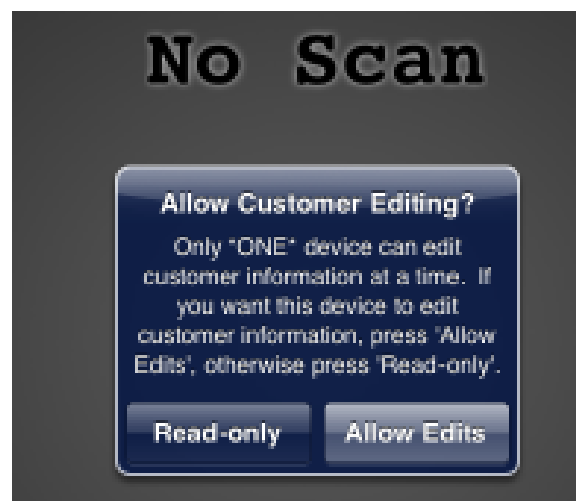 No Scan
Allow Customer Editing?
Only "ONE" device can edit
customer information at a time. If
you want this device to edit
customer information, press 'Allow
Edits', otherwise press 'Read-only'.
Read-only
Allow Edits